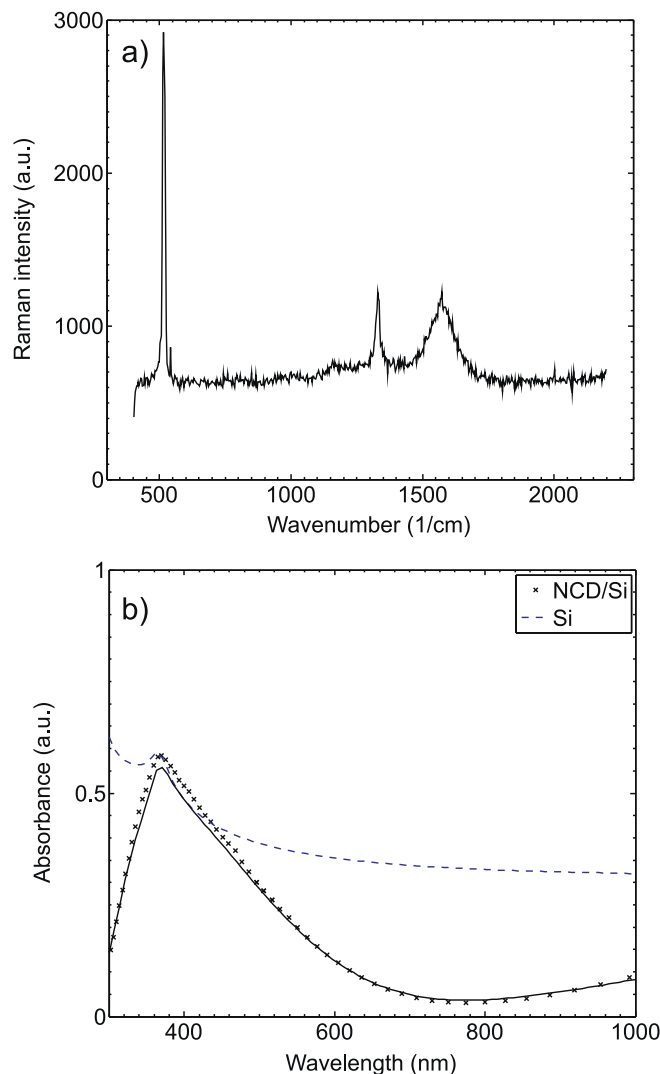 3000
a)
2000
Raman intensity (a.u.)
1000
0
500 1000 1500 2000
Wavenumber (1/cm)
1
b)
NCD/Si
Si
Absorbance (a.u.)
0.5
0
400 600 800 1000
Wavelength (nm)